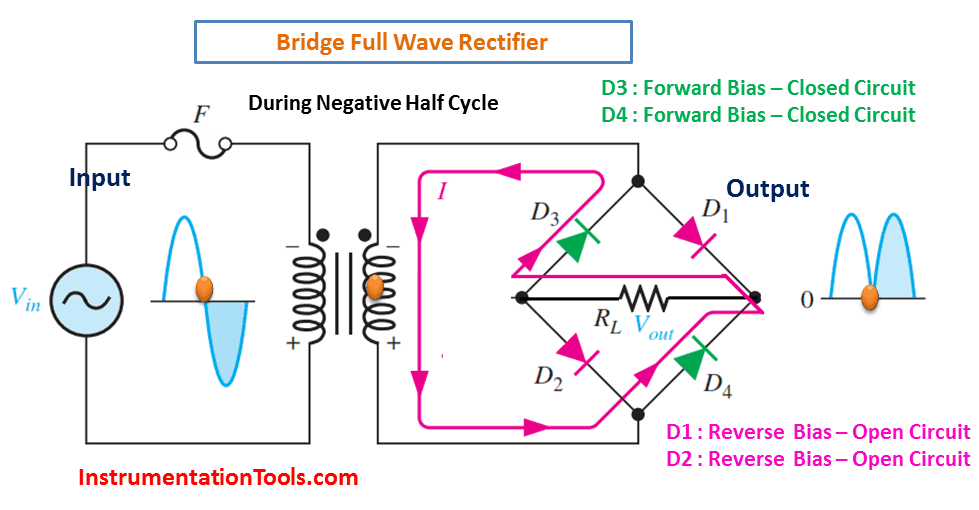 Bridge Full Wave Rectifier
During Negative Half Cycle
D3 : Forward Bias – Closed Circuit
D4 : Forward Bias – Closed Circuit
F
Input
Output
I
D3
D1
Vin
− −
+ +
RL Vout
0
D2
D4
D1 : Reverse Bias – Open Circuit
D2 : Reverse Bias – Open Circuit
InstrumentationTools.com